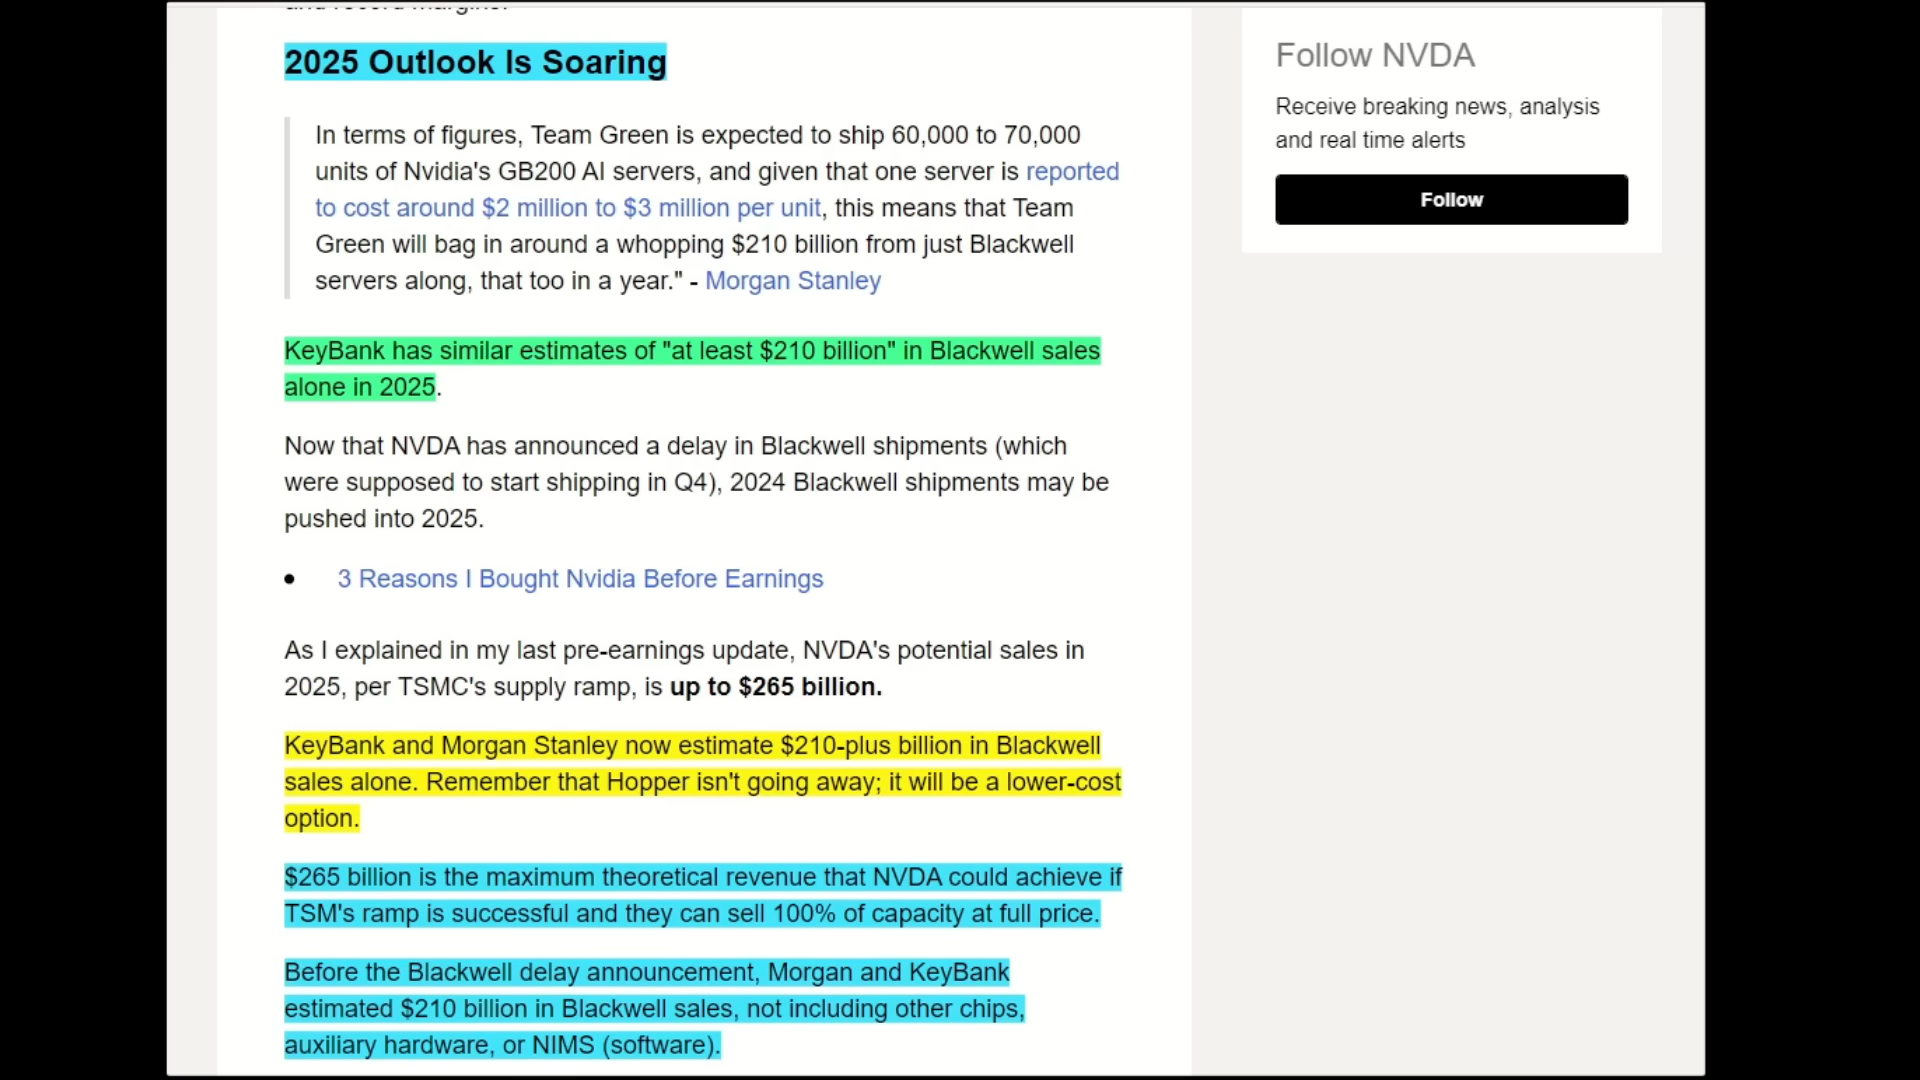 and record margins.
2025 Outlook Is Soaring
In terms of figures, Team Green is expected to ship 60,000 to 70,000
units of Nvidia's GB200 AI servers, and given that one server is reported
to cost around $2 million to $3 million per unit, this means that Team
Green will bag in around a whopping $210 billion from just Blackwell
servers along, that too in a year." - Morgan Stanley
KeyBank has similar estimates of "at least $210 billion" in Blackwell sales
alone in 2025.
Now that NVDA has announced a delay in Blackwell shipments (which
were supposed to start shipping in Q4), 2024 Blackwell shipments may be
pushed into 2025.
• 3 Reasons I Bought Nvidia Before Earnings
As I explained in my last pre-earnings update, NVDA's potential sales in
2025, per TSMC's supply ramp, is up to $265 billion.
KeyBank and Morgan Stanley now estimate $210-plus billion in Blackwell
sales alone. Remember that Hopper isn't going away; it will be a lower-cost
option.
$265 billion is the maximum theoretical revenue that NVDA could achieve if
TSM's ramp is successful and they can sell 100% of capacity at full price.
Before the Blackwell delay announcement, Morgan and KeyBank
estimated $210 billion in Blackwell sales, not including other chips,
auxiliary hardware, or NIMS (software).
Follow NVDA
Receive breaking news, analysis
and real time alerts
Follow